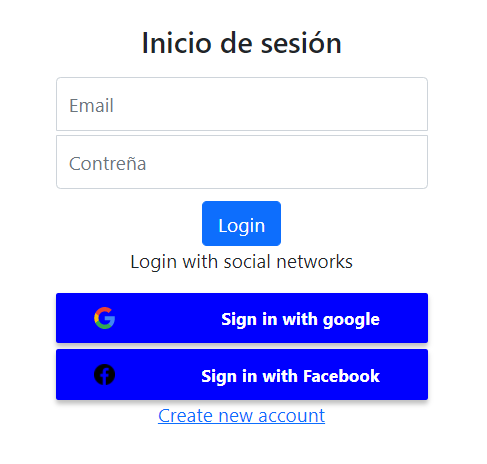 Inicio de sesión
Email
Contreña
Login
Login with social networks
Sign in with google
Sign in with Facebook
Create new account